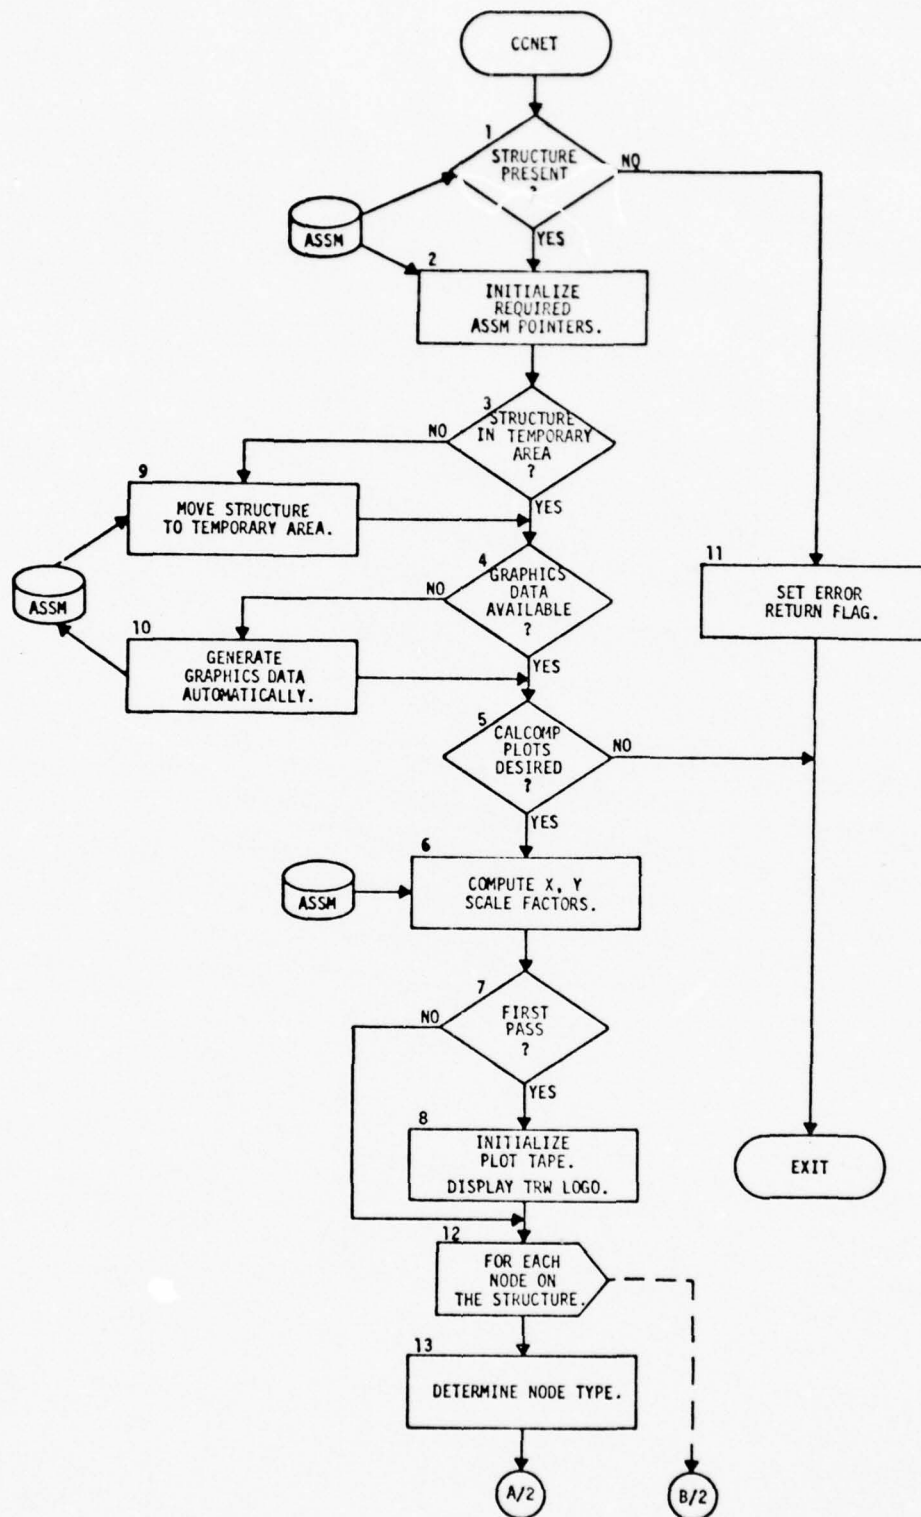 CCNET
1
STRUCTURE
PRESENT
?
NO
YES
ASSM
2
INITIALIZE
REQUIRED
ASSM POINTERS.
3
STRUCTURE
IN TEMPORARY
AREA
?
NO
YES
9
MOVE STRUCTURE
TO TEMPORARY AREA.
4
GRAPHICS
DATA
AVAILABLE
?
NO
YES
ASSM
10
GENERATE
GRAPHICS DATA
AUTOMATICALLY.
11
SET ERROR
RETURN FLAG.
5
CALCOMP
PLOTS
DESIRED
?
NO
YES
6
COMPUTE X, Y
SCALE FACTORS.
ASSM
7
FIRST
PASS
?
NO
YES
8
INITIALIZE
PLOT TAPE.
DISPLAY TRW LOGO.
EXIT
12
FOR EACH
NODE ON
THE STRUCTURE.
13
DETERMINE NODE TYPE.
A/2
B/2